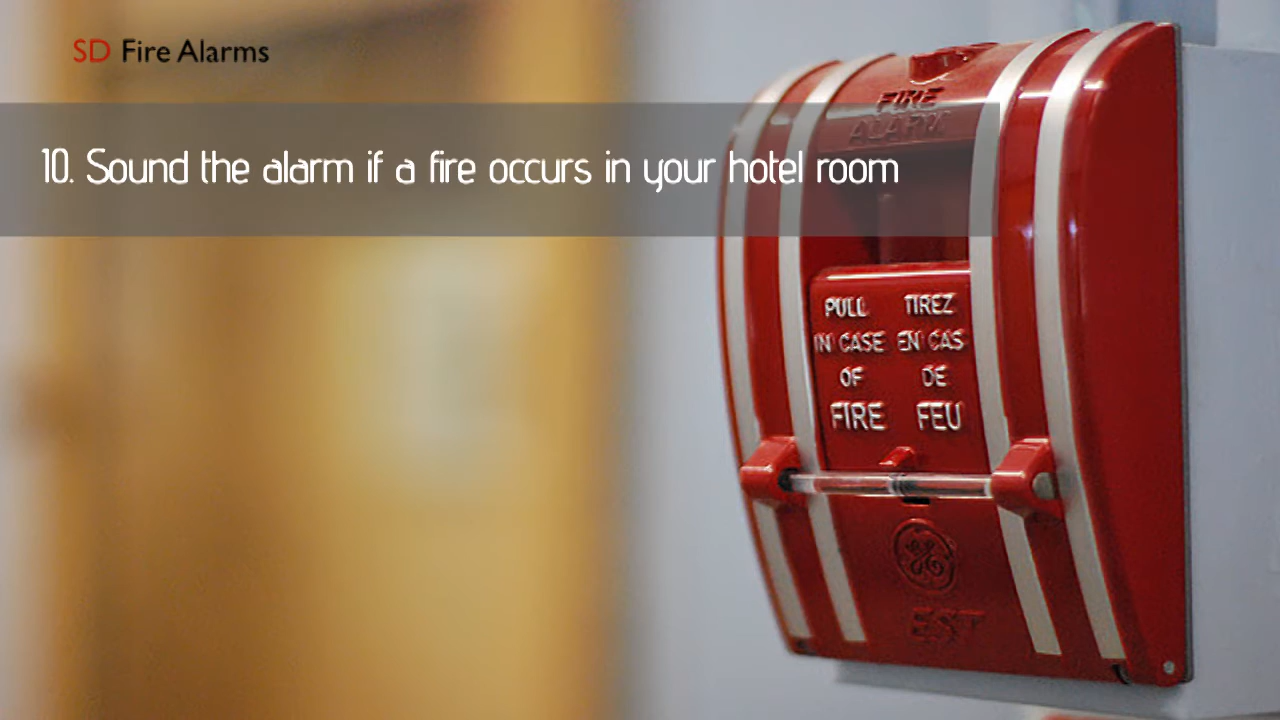 SD Fire Alarms
10. Sound the alarm if a fire occurs in your hotel room
FIRE
ALARM
PULL TIREZ
IN CASE EN CAS
OF DE
FIRE FEU
GE
EST